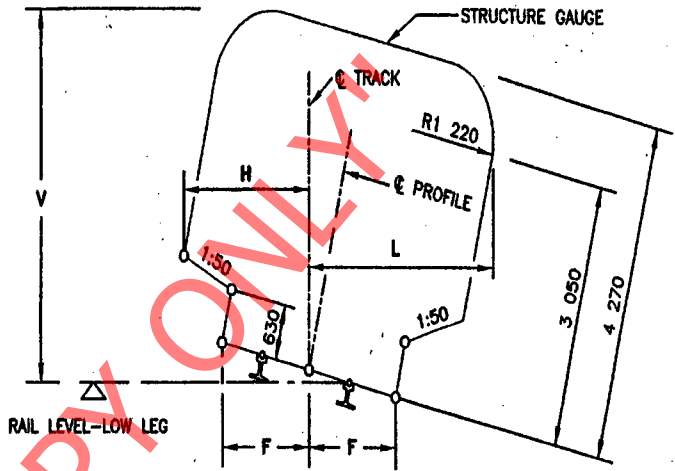 STRUCTURE GAUGE
℄ TRACK
R1 220
H
V
℄ PROFILE
L
1:50
1:50
630
3 050
4 270
RAIL LEVEL-LOW LEG
F
F
PY ONLY"